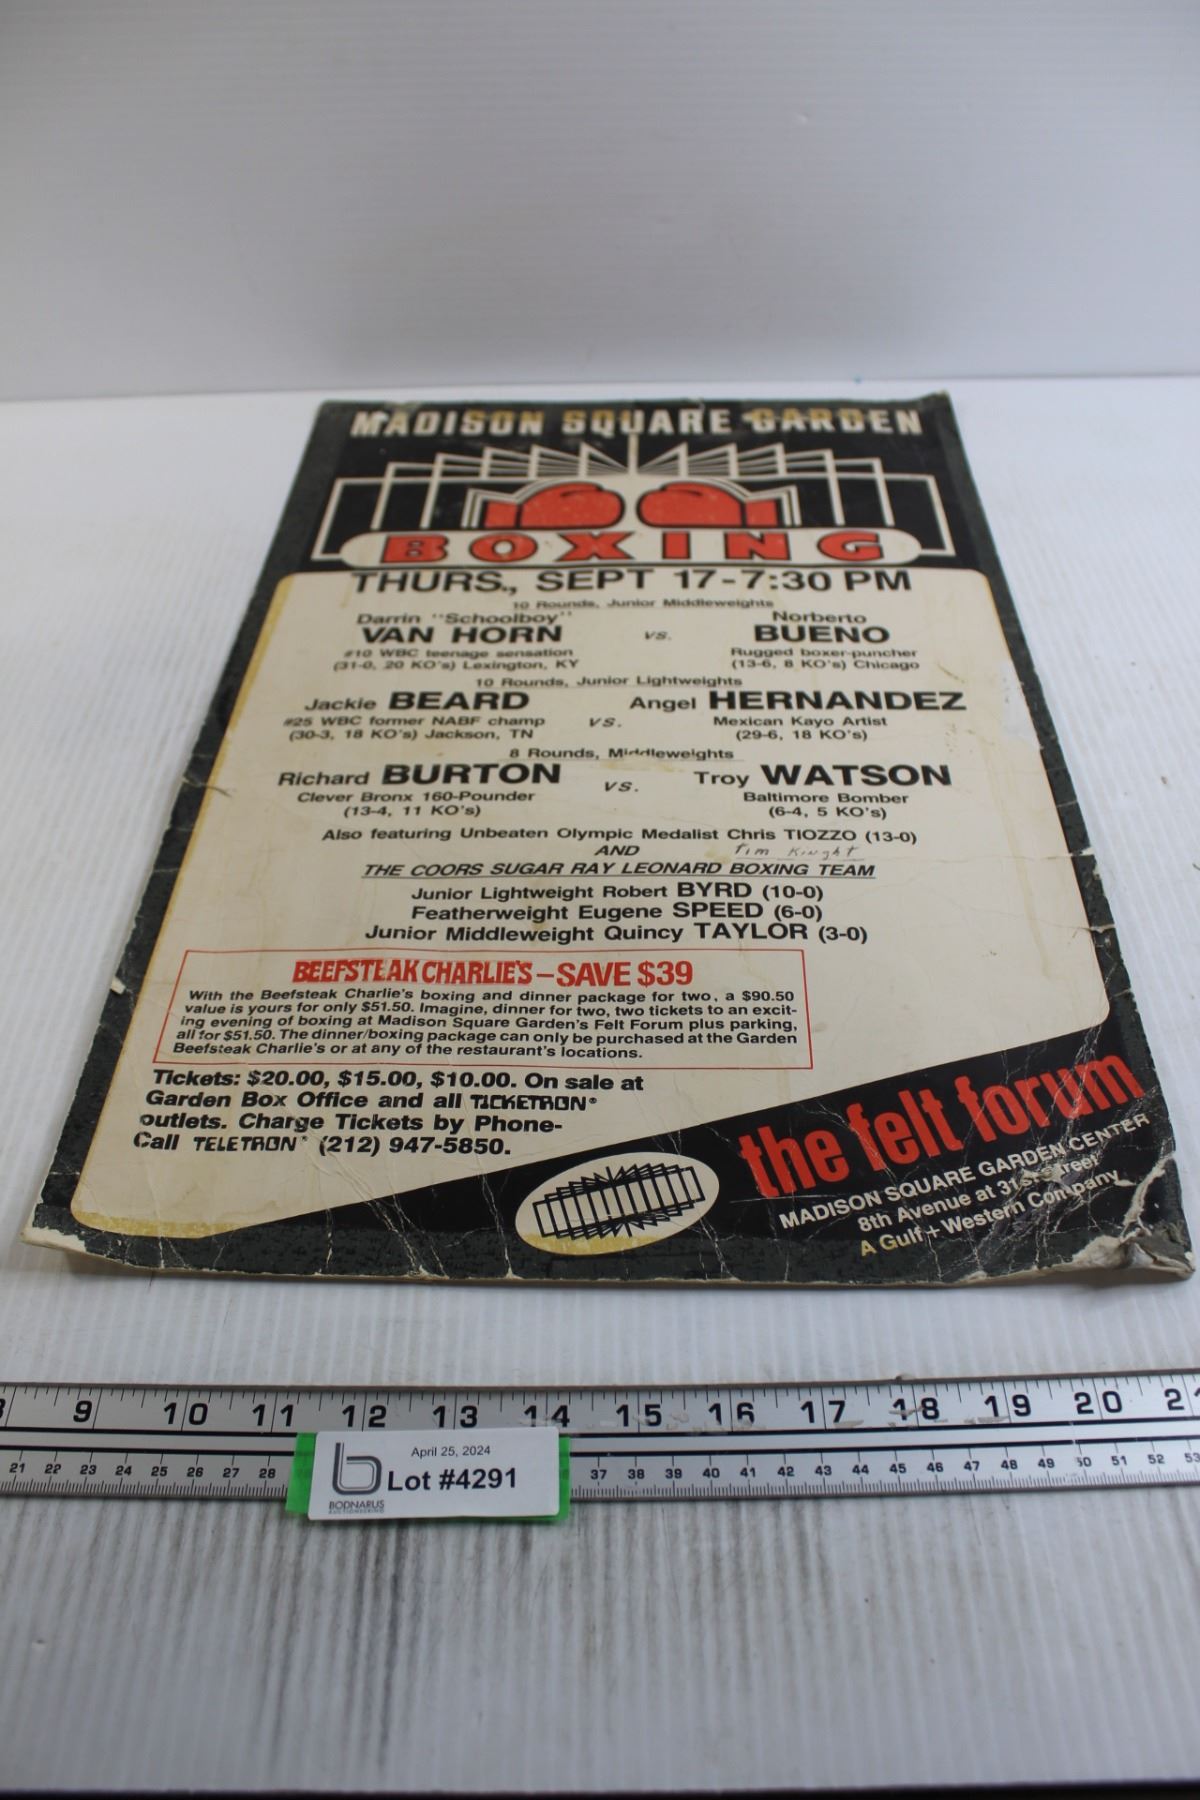 MADISON SQUARE GARDEN
BOXING
THURS., SEPT 17-7:30 PM
10 Rounds, Junior Middleweights
Darrin "Schoolboy" Norberto
VAN HORN vs. BUENO
#10 WBC teenage sensation Rugged boxer-puncher
(31-0, 20 KO's) Lexington, KY (13-6, 8 KO's) Chicago
10 Rounds, Junior Lightweights
Jackie BEARD Angel HERNANDEZ
#25 WBC former NABF champ vs. Mexican Kayo Artist
(30-3, 18 KO's) Jackson, TN (29-6, 18 KO's)
8 Rounds, Middleweights
Richard BURTON vs. Troy WATSON
Clever Bronx 160-Pounder Baltimore Bomber
(13-4, 11 KO's) (6-4, 5 KO's)
Also featuring Unbeaten Olympic Medalist Chris TIOZZO (13-0)
AND Tim Kinght
THE COORS SUGAR RAY LEONARD BOXING TEAM
Junior Lightweight Robert BYRD (10-0)
Featherweight Eugene SPEED (6-0)
Junior Middleweight Quincy TAYLOR (3-0)
BEEFSTEAK CHARLIE'S – SAVE $39
With the Beefsteak Charlie's boxing and dinner package for two, a $90.50
value is yours for only $51.50. Imagine, dinner for two, two tickets to an excit-
ing evening of boxing at Madison Square Garden's Felt Forum plus parking,
all for $51.50. The dinner/boxing package can only be purchased at the Garden
Beefsteak Charlie's or at any of the restaurant's locations.
Tickets: $20.00, $15.00, $10.00. On sale at
Garden Box Office and all TICKETRON®
outlets. Charge Tickets by Phone-
Call TELETRON® (212) 947-5850.
the felt forum
MADISON SQUARE GARDEN CENTER
8th Avenue at 31st Street
A Gulf + Western Company
8 9 10 11 12 13 14 15 16 17 18 19 20 21
21 22 23 24 25 26 27 28 37 38 39 40 41 42 43 44 45 46 47 48 49 50 51 52 53
April 25, 2024
Lot #4291
BODNARUS
AUCTIONEERING